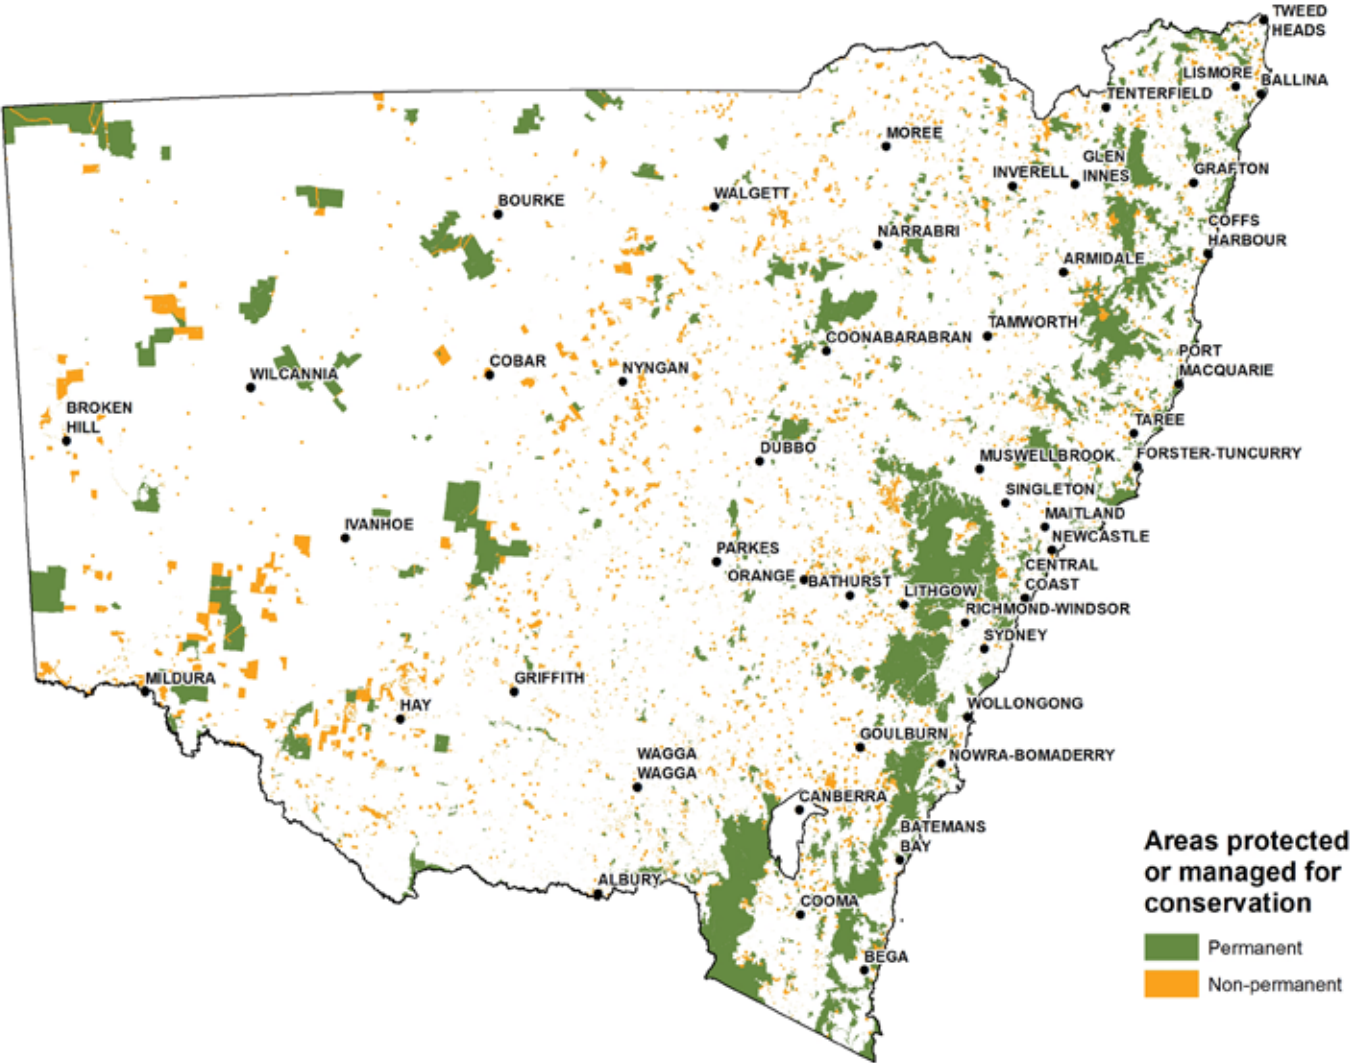 TWEED
HEADS
LISMORE
BALLINA
TENTERFIELD
MOREE
GLEN
INNES
INVERELL
GRAFTON
WALGETT
BOURKE
COFFS
HARBOUR
NARRABRI
ARMIDALE
TAMWORTH
COONABARABRAN
PORT
MACQUARIE
COBAR
NYNGAN
WILCANNIA
BROKEN
HILL
TAREE
DUBBO
MUSWELLBROOK
FORSTER-TUNCURRY
SINGLETON
MAITLAND
IVANHOE
NEWCASTLE
PARKES
CENTRAL
COAST
ORANGE
BATHURST
LITHGOW
RICHMOND-WINDSOR
SYDNEY
MILDURA
GRIFFITH
HAY
WOLLONGONG
GOULBURN
NOWRA-BOMADERRY
WAGGA
WAGGA
CANBERRA
BATEMANS
BAY
ALBURY
COOMA
BEGA
Areas protected
or managed for
conservation
Permanent
Non-permanent